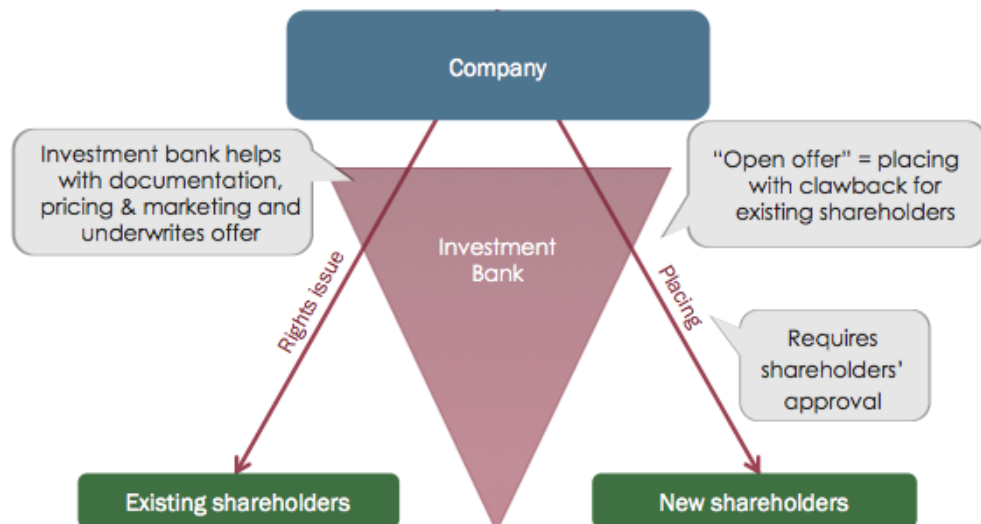 Company
Investment bank helps
with documentation,
pricing & marketing and
underwrites offer
"Open offer" = placing
with clawback for
existing shareholders
Investment
Bank
Rights issue
Placing
Requires
shareholders'
approval
Existing shareholders
New shareholders